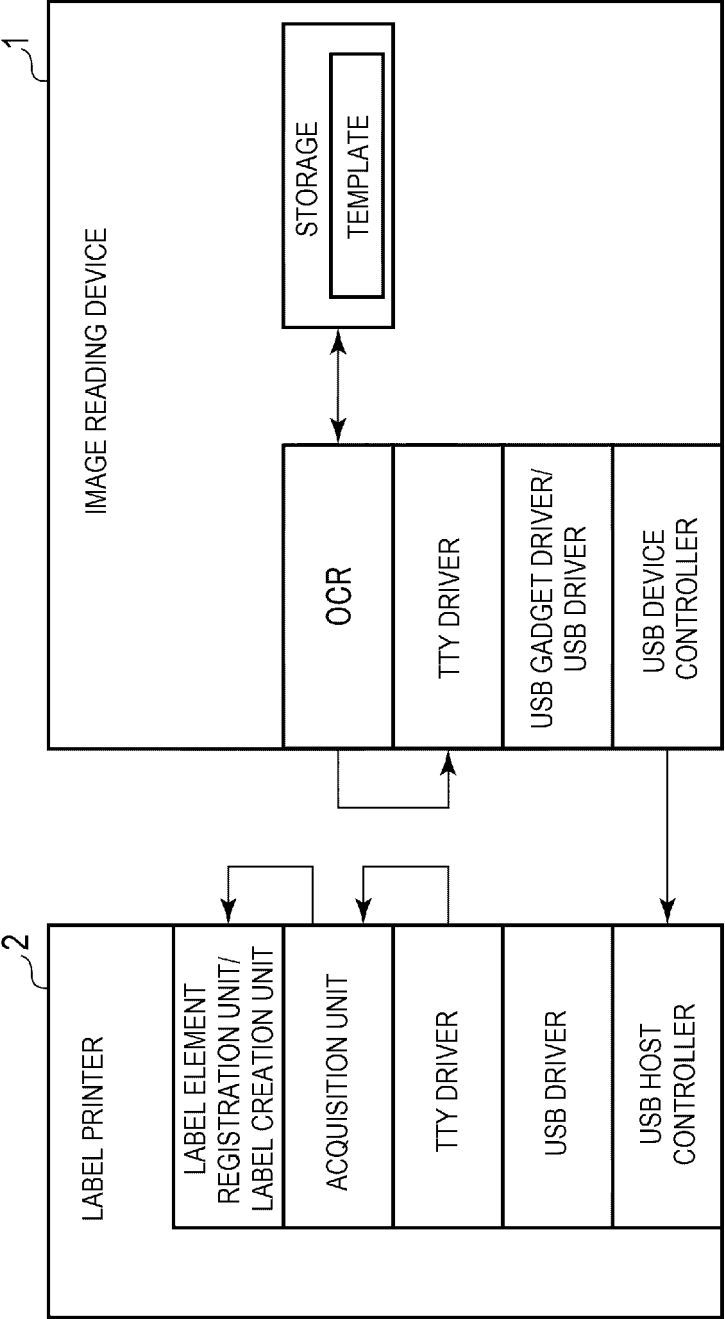 2
LABEL PRINTER
LABEL ELEMENT
REGISTRATION UNIT/
LABEL CREATION UNIT
ACQUISITION UNIT
TTY DRIVER
USB DRIVER
USB HOST
CONTROLLER
1
IMAGE READING DEVICE
OCR
TTY DRIVER
USB GADGET DRIVER/
USB DRIVER
USB DEVICE
CONTROLLER
STORAGE
TEMPLATE